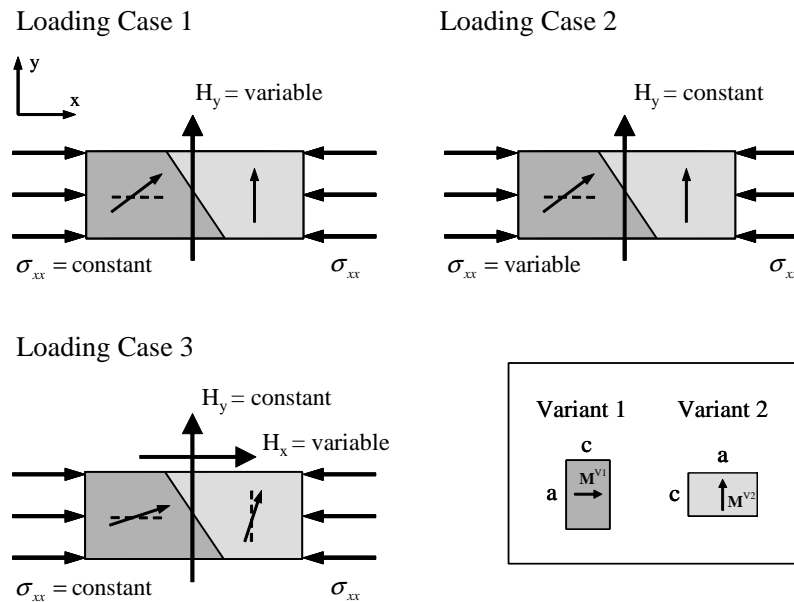 Loading Case 1
y
x
H_y = variable
σ_xx = constant
σ_xx
Loading Case 2
H_y = constant
σ_xx = variable
σ_xx
Loading Case 3
H_y = constant
H_x = variable
σ_xx = constant
σ_xx
Variant 1
c
a
M^V1
Variant 2
a
c
M^V2